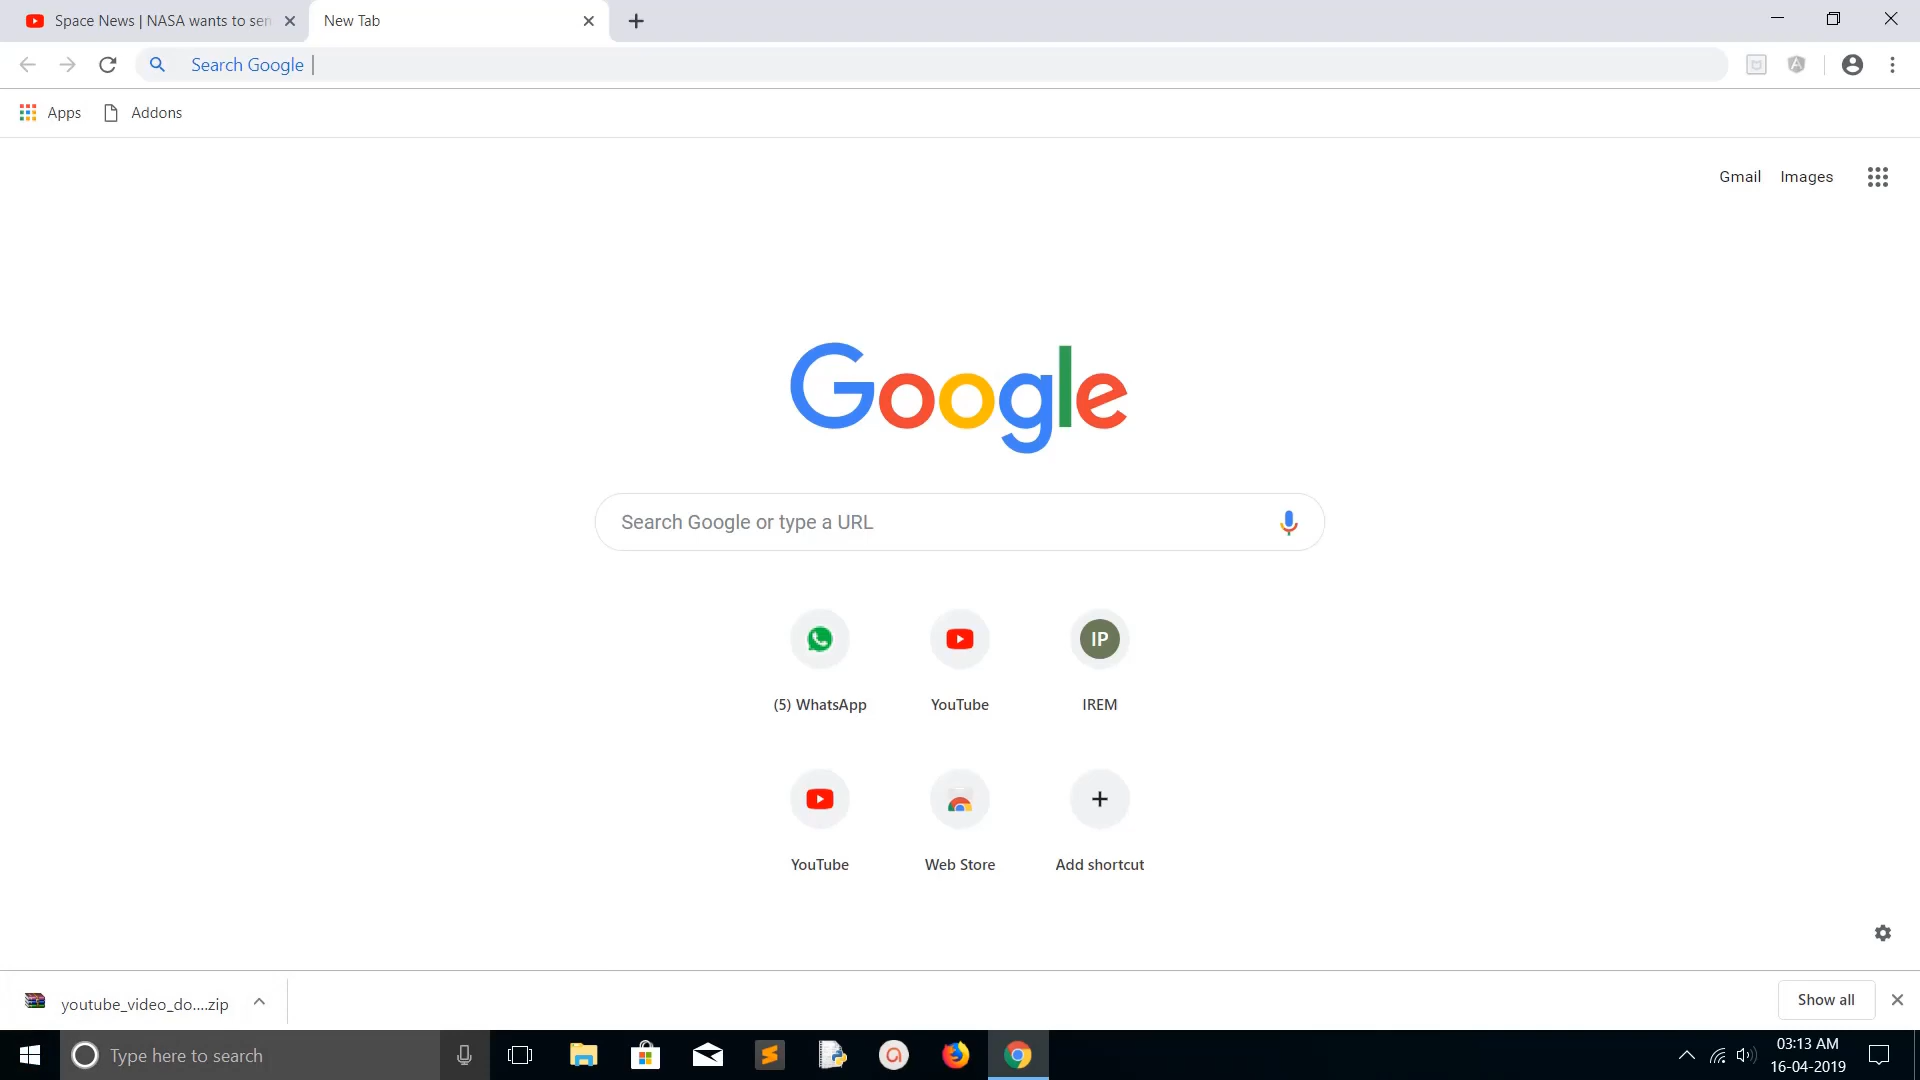 Space News | NASA wants to sen
New Tab
Search Google
Apps
Addons
Gmail
Images
Google
Search Google or type a URL
IP
(5) WhatsApp
YouTube
IREM
YouTube
Web Store
Add shortcut
youtube_video_do....zip
Show all
Type here to search
03:13 AM
16-04-2019